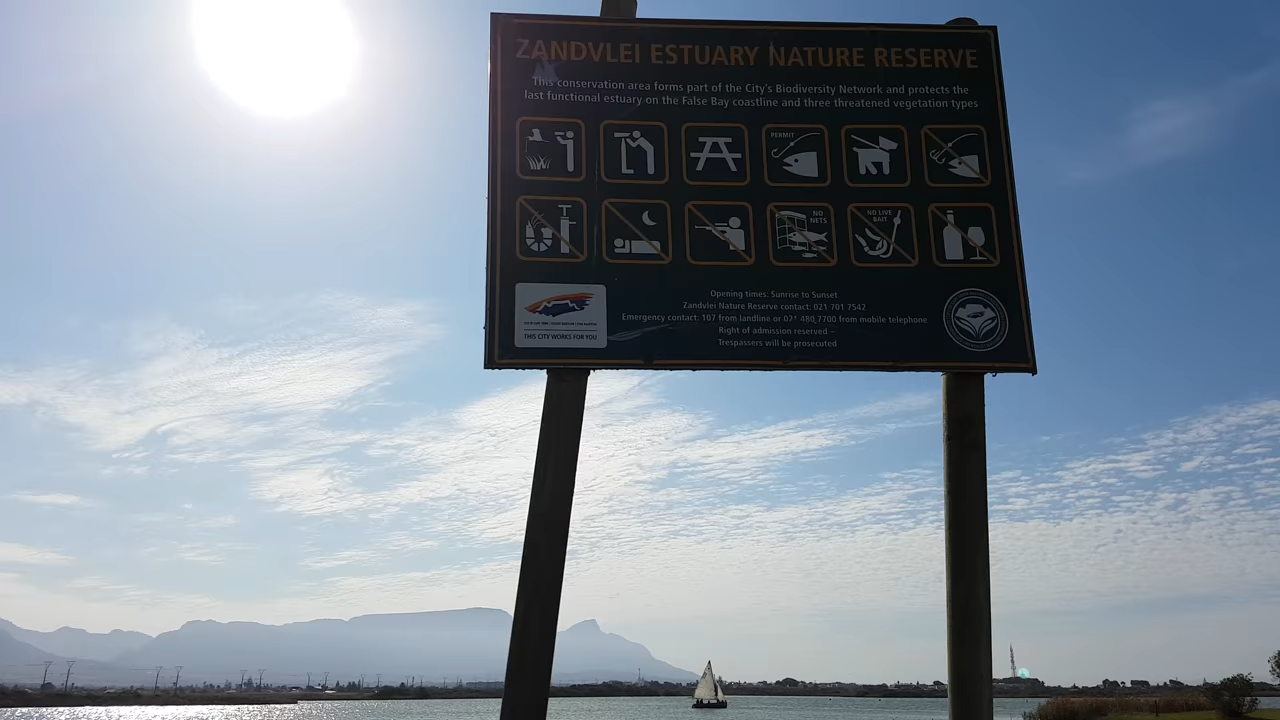 ZANDVLEI ESTUARY NATURE RESERVE
This conservation area forms part of the City's Biodiversity Network and protects the
last functional estuary on the False Bay coastline and three threatened vegetation types
PERMIT
NO
NETS
NO LIVE
BAIT
Opening times: Sunrise to Sunset
Zandvlei Nature Reserve contact: 021 701 7542
Emergency contact: 107 from landline or 480 7700 from mobile telephone
Right of admission reserved –
Trespassers will be prosecuted
THIS CITY WORKS FOR YOU